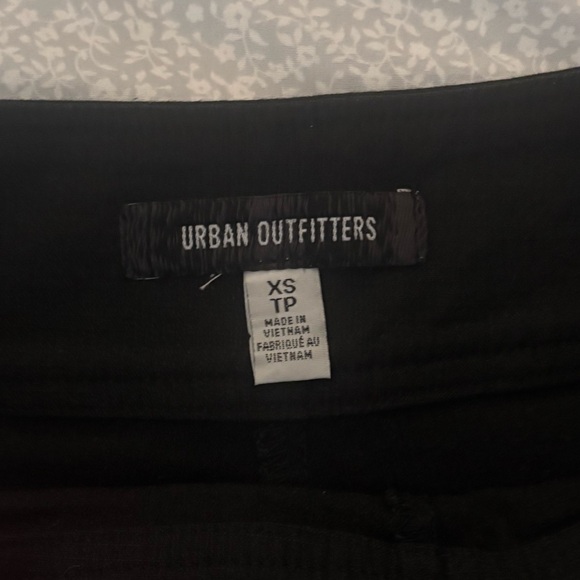 URBAN OUTFITTERS
XS
TP
MADE IN
VIETNAM
FABRIQUÉ AU
VIETNAM